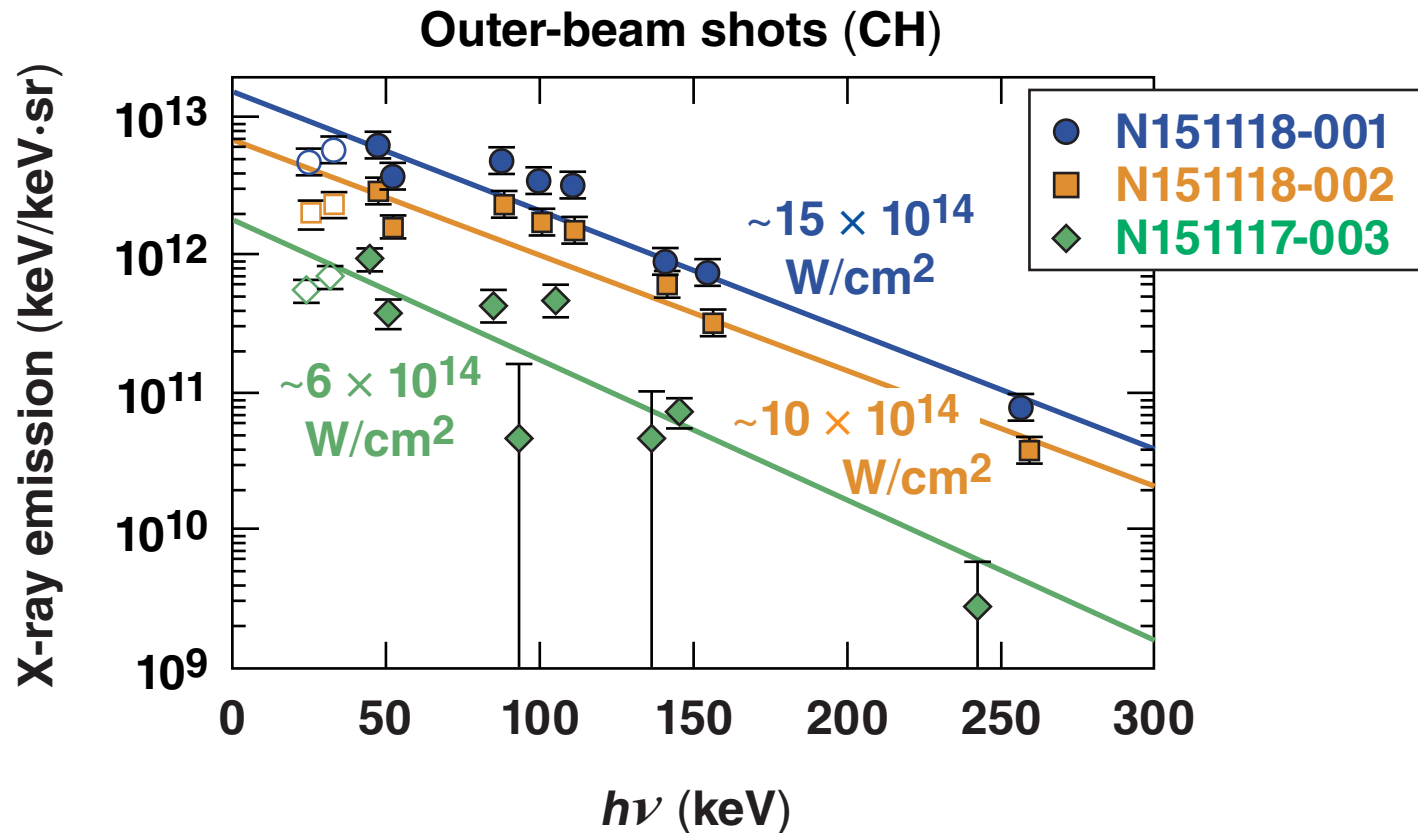 Outer-beam shots (CH)
X-ray emission (keV/keV·sr)
10¹³
10¹²
10¹¹
10¹⁰
10⁹
N151118-001
N151118-002
N151117-003
~15 × 10¹⁴
W/cm²
~6 × 10¹⁴
W/cm²
~10 × 10¹⁴
W/cm²
0 50 100 150 200 250 300
hν (keV)